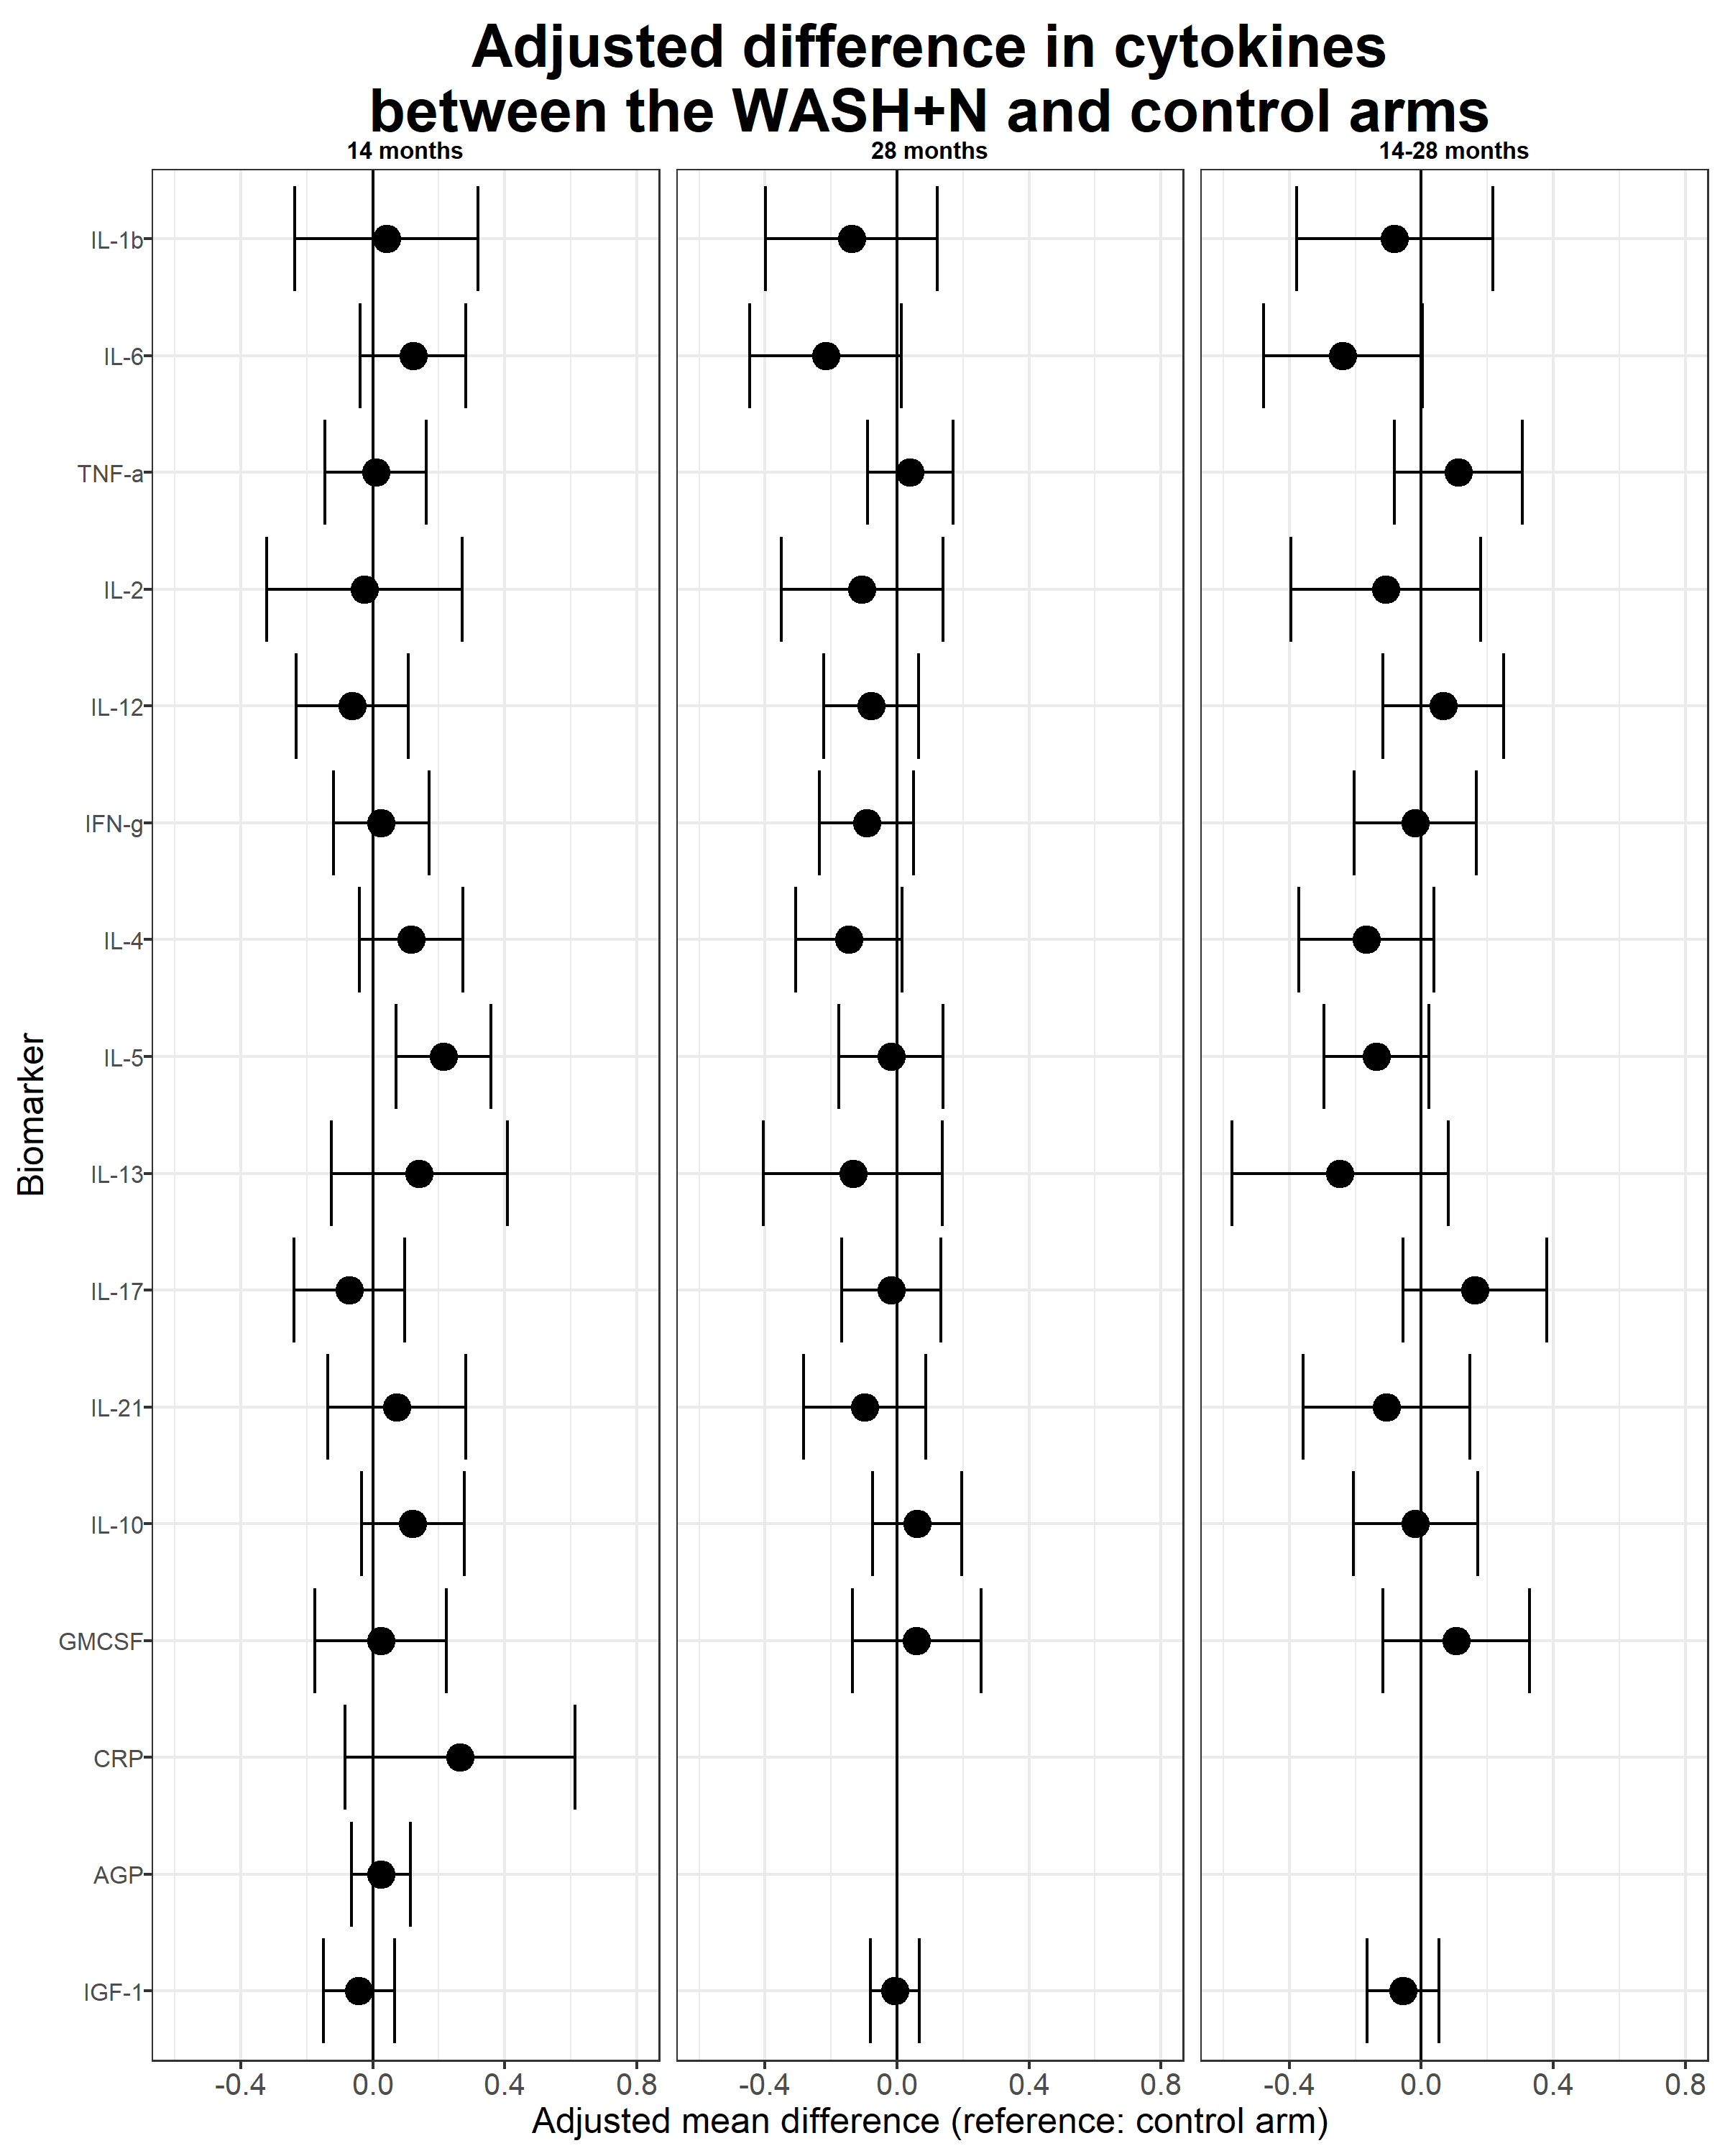 Adjusted difference in cytokines
between the WASH+N and control arms
14 months
28 months
14-28 months
Biomarker
IL-1b
IL-6
TNF-a
IL-2
IL-12
IFN-g
IL-4
IL-5
IL-13
IL-17
IL-21
IL-10
GMCSF
CRP
AGP
IGF-1
-0.4 0.0 0.4 0.8
-0.4 0.0 0.4 0.8
-0.4 0.0 0.4 0.8
Adjusted mean difference (reference: control arm)